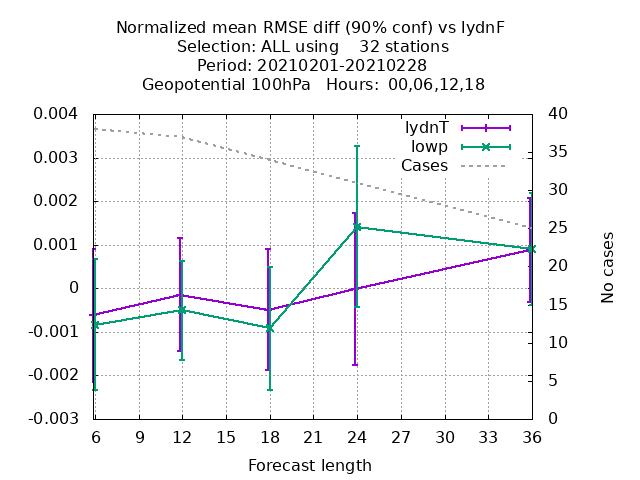 Normalized mean RMSE diff (90% conf) vs lydnF
Selection: ALL using    32 stations
Period: 20210201-20210228
Geopotential 100hPa   Hours: 00,06,12,18
0.004
0.003
0.002
0.001
0
-0.001
-0.002
-0.003
lydnT
lowp
Cases
40
35
30
25
20
15
10
5
0
No cases
6 9 12 15 18 21 24 27 30 33 36
Forecast length